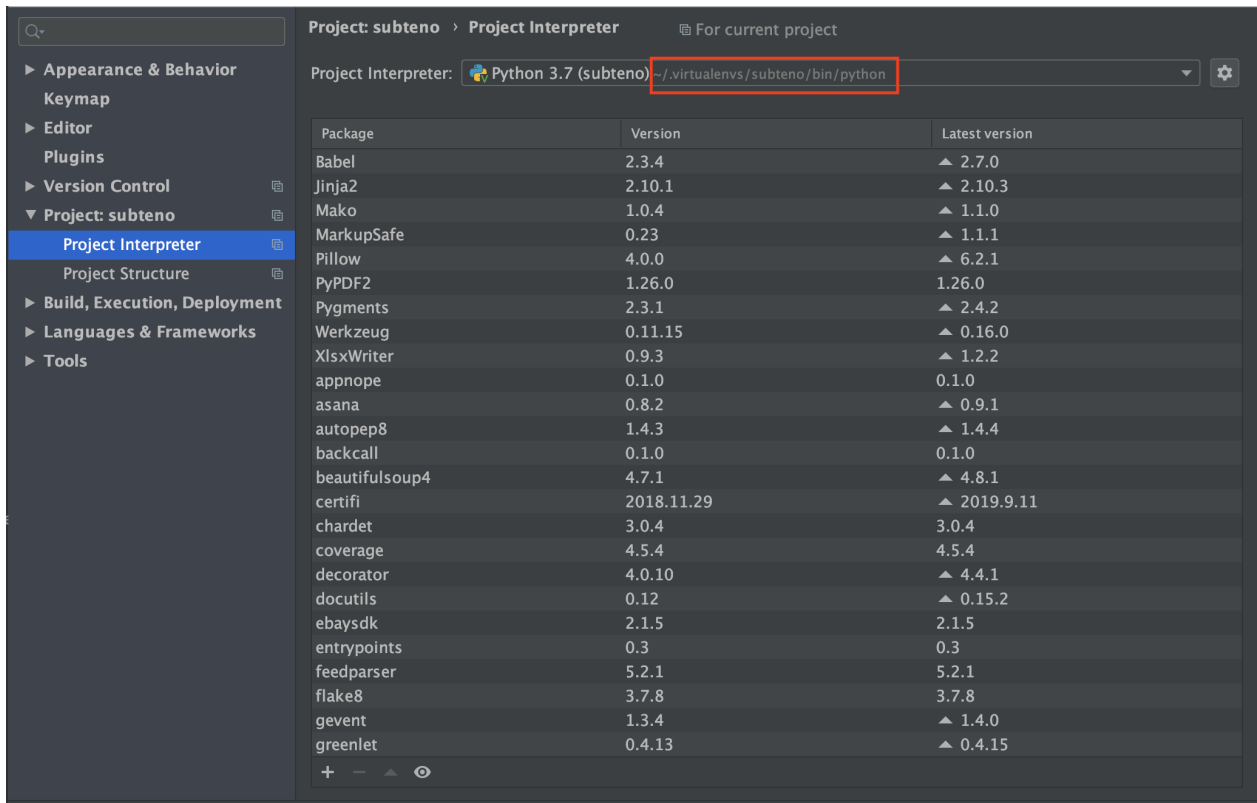 Project: subteno › Project Interpreter
For current project
Appearance & Behavior
Keymap
Editor
Plugins
Version Control
Project: subteno
Project Interpreter
Project Structure
Build, Execution, Deployment
Languages & Frameworks
Tools
Project Interpreter: Python 3.7 (subteno) ~/.virtualenvs/subteno/bin/python
Package Version Latest version
Babel 2.3.4 2.7.0
Jinja2 2.10.1 2.10.3
Mako 1.0.4 1.1.0
MarkupSafe 0.23 1.1.1
Pillow 4.0.0 6.2.1
PyPDF2 1.26.0 1.26.0
Pygments 2.3.1 2.4.2
Werkzeug 0.11.15 0.16.0
XlsxWriter 0.9.3 1.2.2
appnope 0.1.0 0.1.0
asana 0.8.2 0.9.1
autopep8 1.4.3 1.4.4
backcall 0.1.0 0.1.0
beautifulsoup4 4.7.1 4.8.1
certifi 2018.11.29 2019.9.11
chardet 3.0.4 3.0.4
coverage 4.5.4 4.5.4
decorator 4.0.10 4.4.1
docutils 0.12 0.15.2
ebaysdk 2.1.5 2.1.5
entrypoints 0.3 0.3
feedparser 5.2.1 5.2.1
flake8 3.7.8 3.7.8
gevent 1.3.4 1.4.0
greenlet 0.4.13 0.4.15